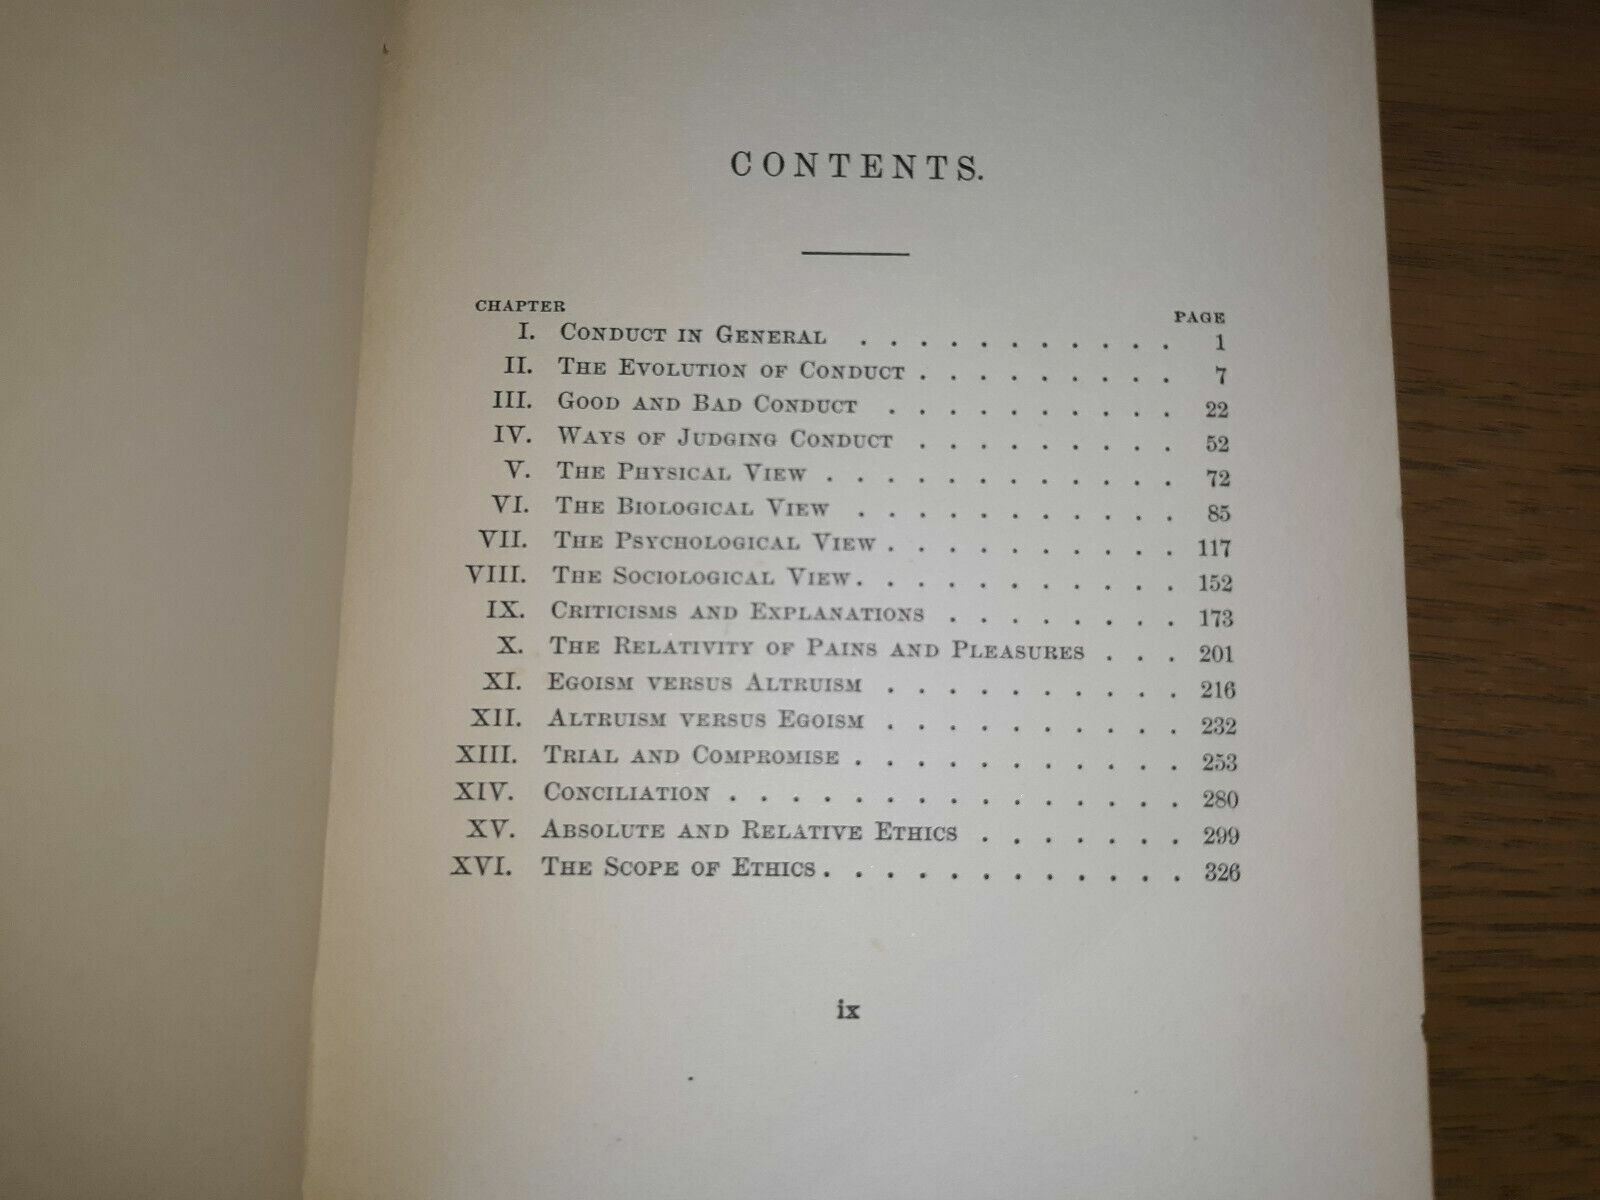 CONTENTS.
CHAPTER PAGE
I. CONDUCT IN GENERAL . . . . . . . . . . . 1
II. THE EVOLUTION OF CONDUCT . . . . . . . . . 7
III. GOOD AND BAD CONDUCT . . . . . . . . . . 22
IV. WAYS OF JUDGING CONDUCT . . . . . . . . . 52
V. THE PHYSICAL VIEW . . . . . . . . . . . . 72
VI. THE BIOLOGICAL VIEW . . . . . . . . . . . 85
VII. THE PSYCHOLOGICAL VIEW . . . . . . . . . . 117
VIII. THE SOCIOLOGICAL VIEW . . . . . . . . . . . 152
IX. CRITICISMS AND EXPLANATIONS . . . . . . . . 173
X. THE RELATIVITY OF PAINS AND PLEASURES . . . 201
XI. EGOISM VERSUS ALTRUISM . . . . . . . . . . 216
XII. ALTRUISM VERSUS EGOISM . . . . . . . . . . 232
XIII. TRIAL AND COMPROMISE . . . . . . . . . . . 253
XIV. CONCILIATION . . . . . . . . . . . . . . . 280
XV. ABSOLUTE AND RELATIVE ETHICS . . . . . . . 299
XVI. THE SCOPE OF ETHICS . . . . . . . . . . . . 326
ix